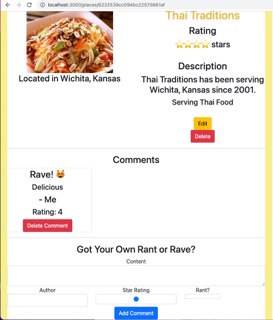 localhost:3000/places/
Thai Traditions
Rating
⭐⭐⭐⭐ stars
Located in Wichita, Kansas
Description
Thai Traditions has been serving
Wichita, Kansas since 2001.
Serving Thai Food
Edit
Delete
Comments
Rave! 😻
Delicious
- Me
Rating: 4
Delete Comment
Got Your Own Rant or Rave?
Content
Author
Star Rating
Rant?
Add Comment